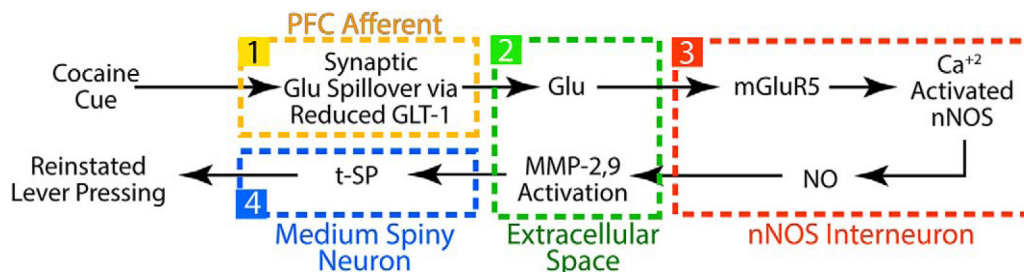 PFC Afferent
1
2
3
Cocaine
Cue
Synaptic
Glu Spillover via
Reduced GLT-1
Glu
mGluR5
Ca+2
Activated
nNOS
Reinstated
Lever Pressing
t-SP
MMP-2,9
Activation
NO
4
Medium Spiny
Neuron
Extracellular
Space
nNOS Interneuron